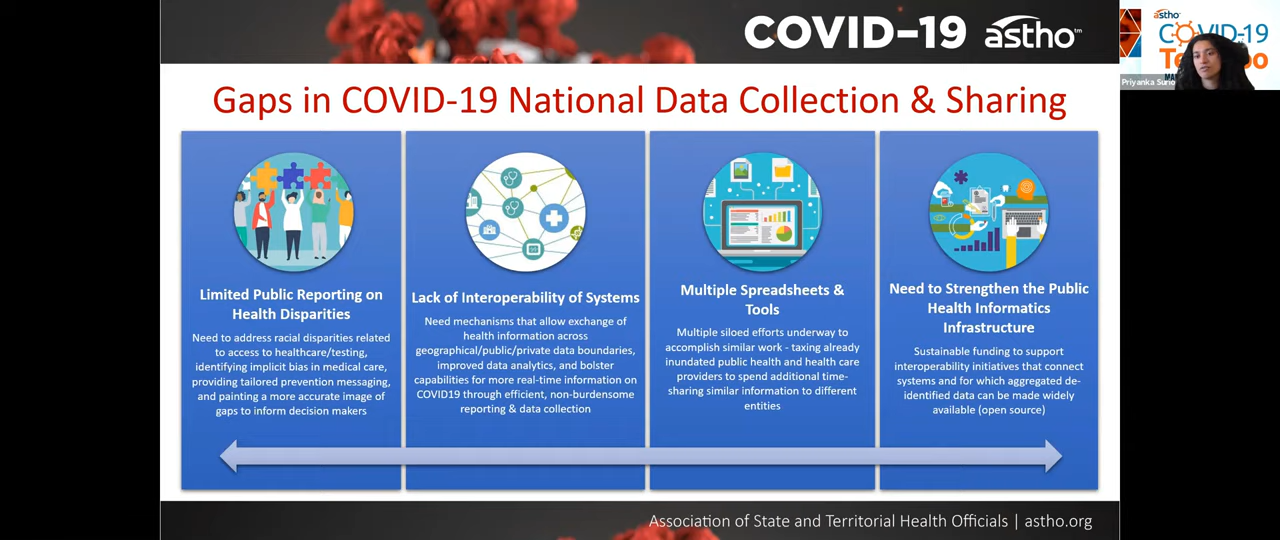 COVID-19 astho™
Gaps in COVID-19 National Data Collection & Sharing
Limited Public Reporting on
Health Disparities
Need to address racial disparities related
to access to healthcare/testing,
identifying implicit bias in medical care,
providing tailored prevention messaging,
and painting a more accurate image of
gaps to inform decision makers
Lack of Interoperability of Systems
Need mechanisms that allow exchange of
health information across
geographical/public/private data boundaries,
improved data analytics, and bolster
capabilities for more real-time information on
COVID19 through efficient, non-burdensome
reporting & data collection
Multiple Spreadsheets &
Tools
Multiple siloed efforts underway to
accomplish similar work - taxing already
inundated public health and health care
providers to spend additional time-
sharing similar information to different
entities
Need to Strengthen the Public
Health Informatics
Infrastructure
Sustainable funding to support
interoperability initiatives that connect
systems and for which aggregated de-
identified data can be made widely
available (open source)
Association of State and Territorial Health Officials | astho.org
astho
COVID-19
Priyanka Surio